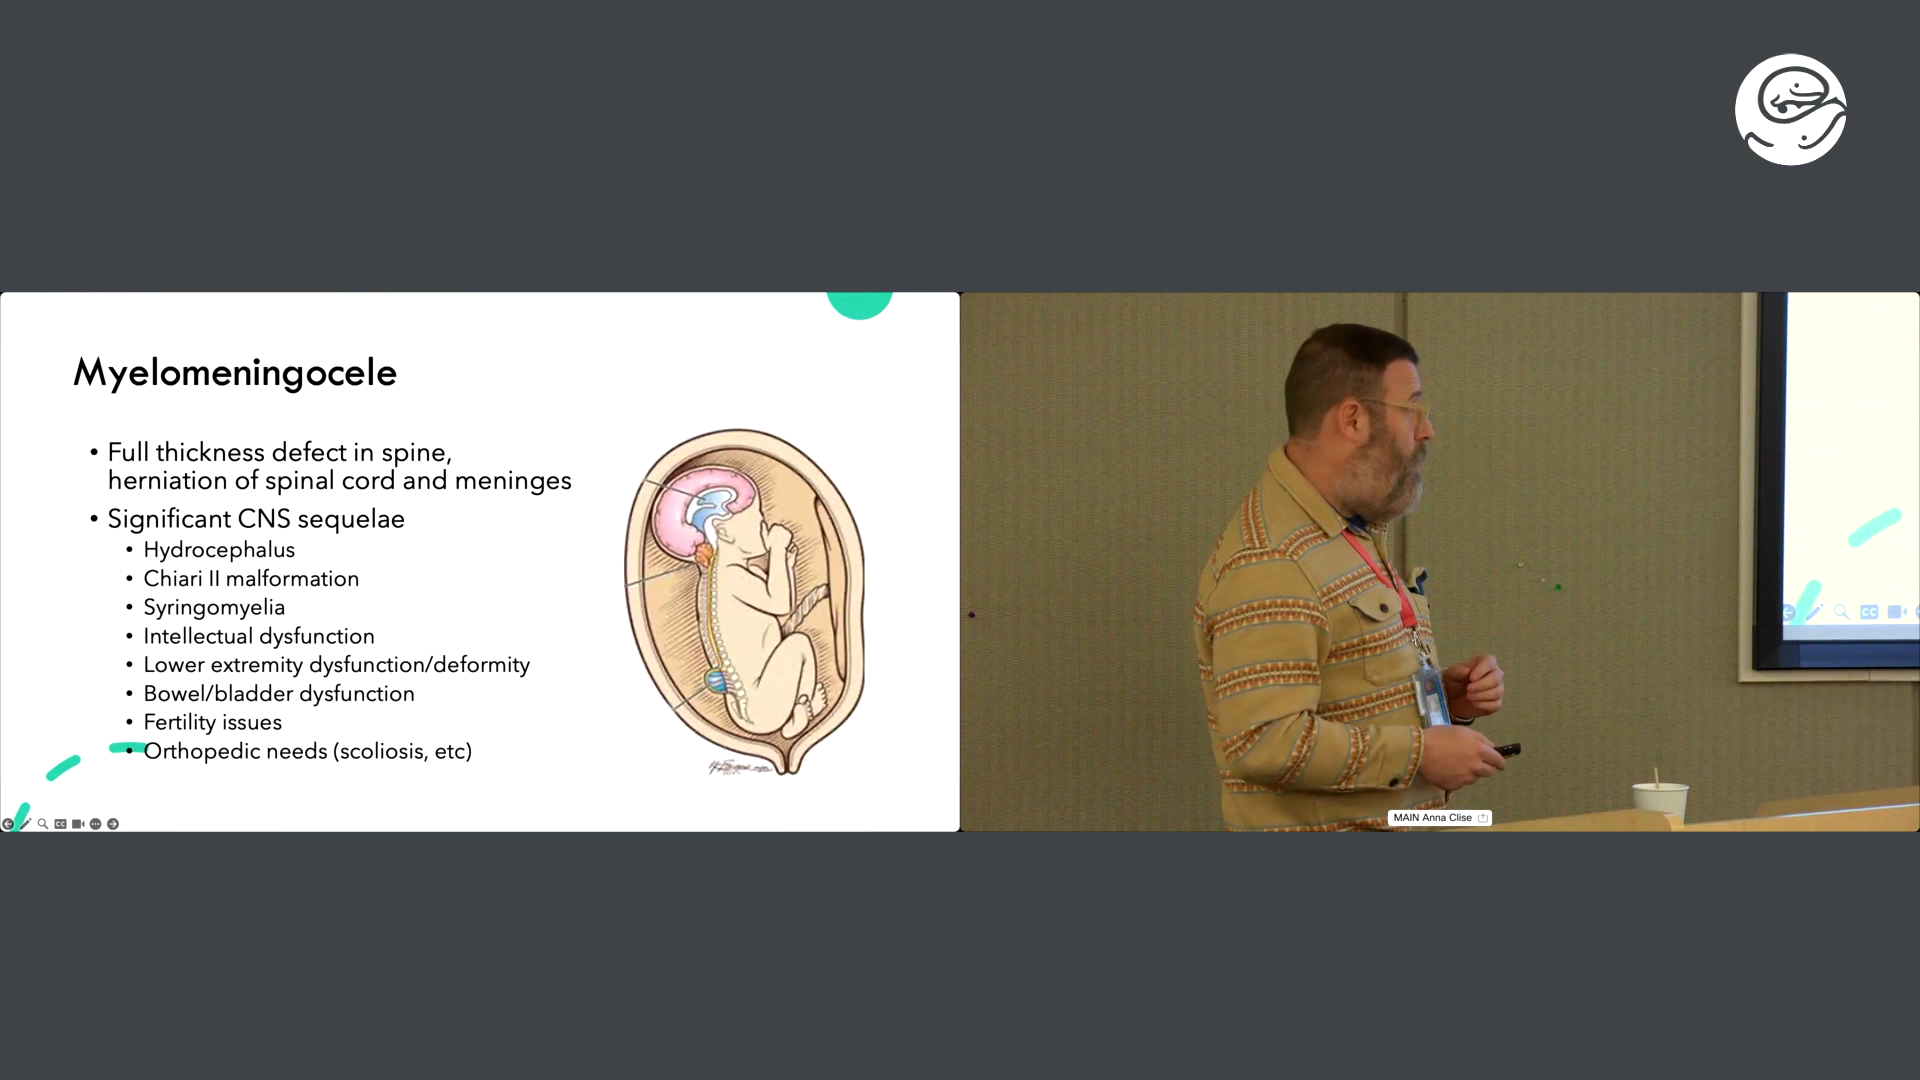 Myelomeningocele
• Full thickness defect in spine,
herniation of spinal cord and meninges
• Significant CNS sequelae
• Hydrocephalus
• Chiari II malformation
• Syringomyelia
• Intellectual dysfunction
• Lower extremity dysfunction/deformity
• Bowel/bladder dysfunction
• Fertility issues
• Orthopedic needs (scoliosis, etc)
CC
CC
MAIN Anna Clise